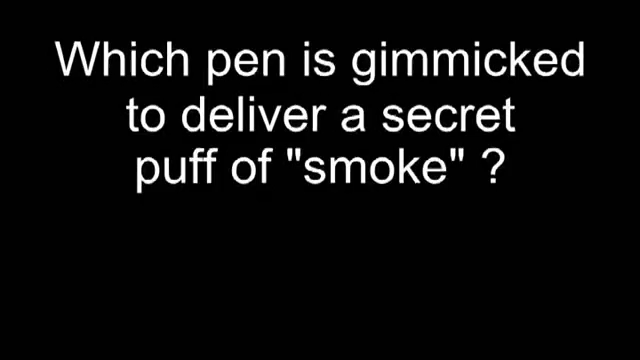 Which pen is gimmicked
to deliver a secret
puff of "smoke" ?